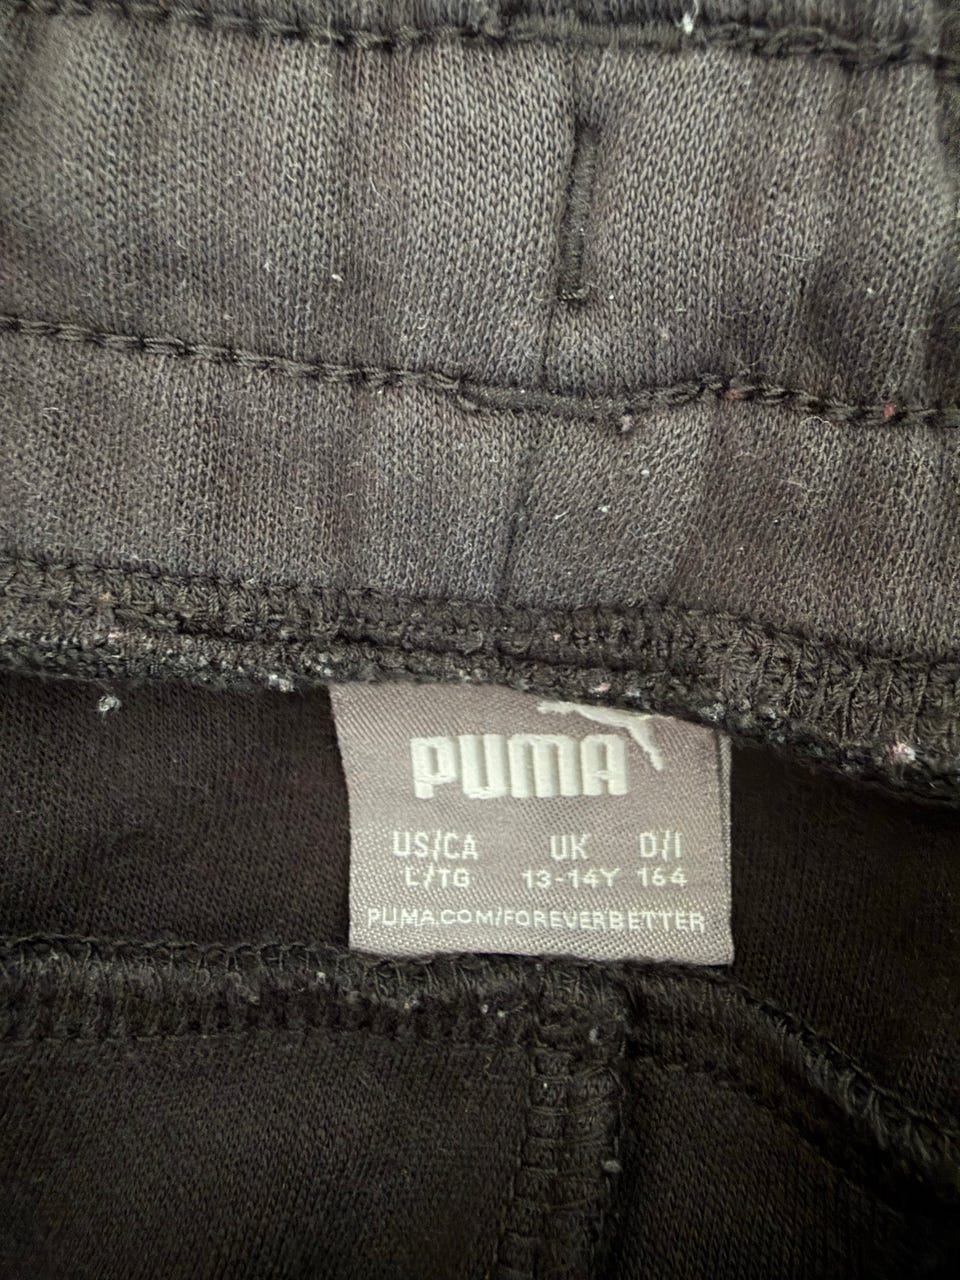 PUMA
US/CA UK D/I
L/TG 13-14Y 164
PUMA.COM/FOREVERBETTER